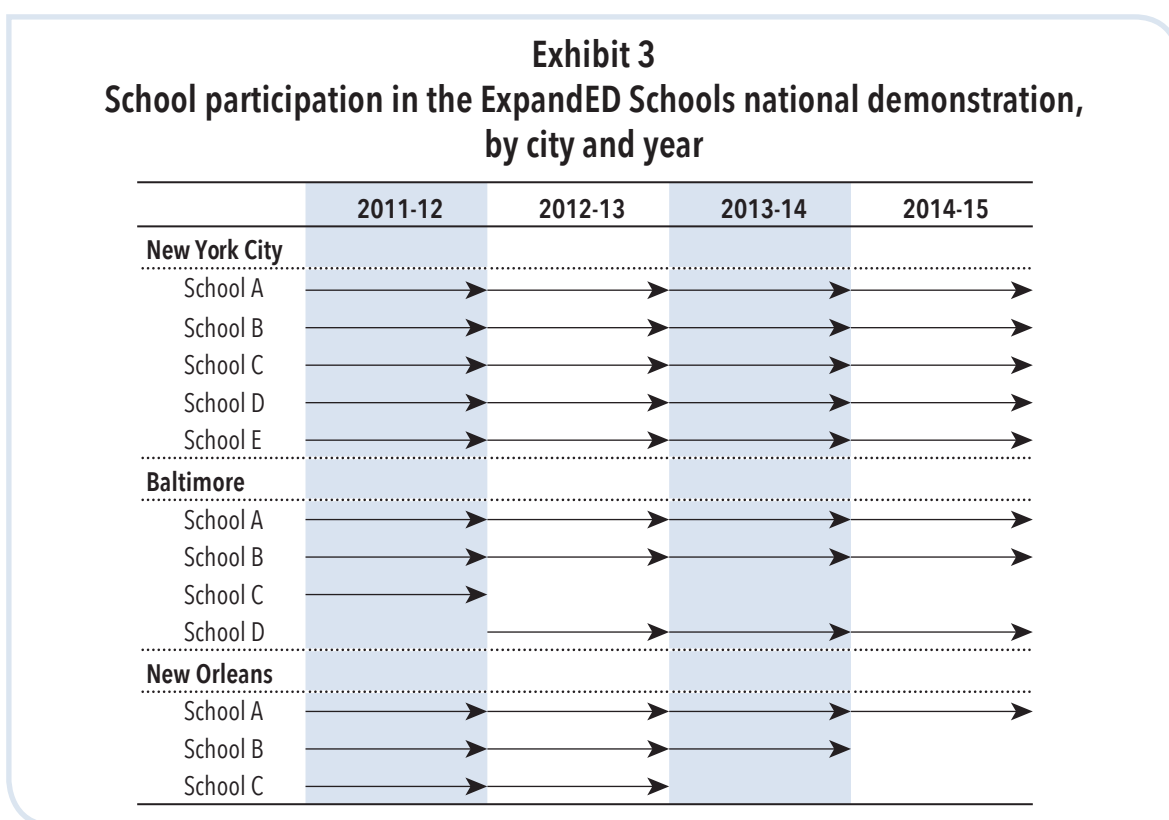 Exhibit 3
School participation in the ExpandED Schools national demonstration,
by city and year
2011-12 2012-13 2013-14 2014-15
New York City
School A
School B
School C
School D
School E
Baltimore
School A
School B
School C
School D
New Orleans
School A
School B
School C